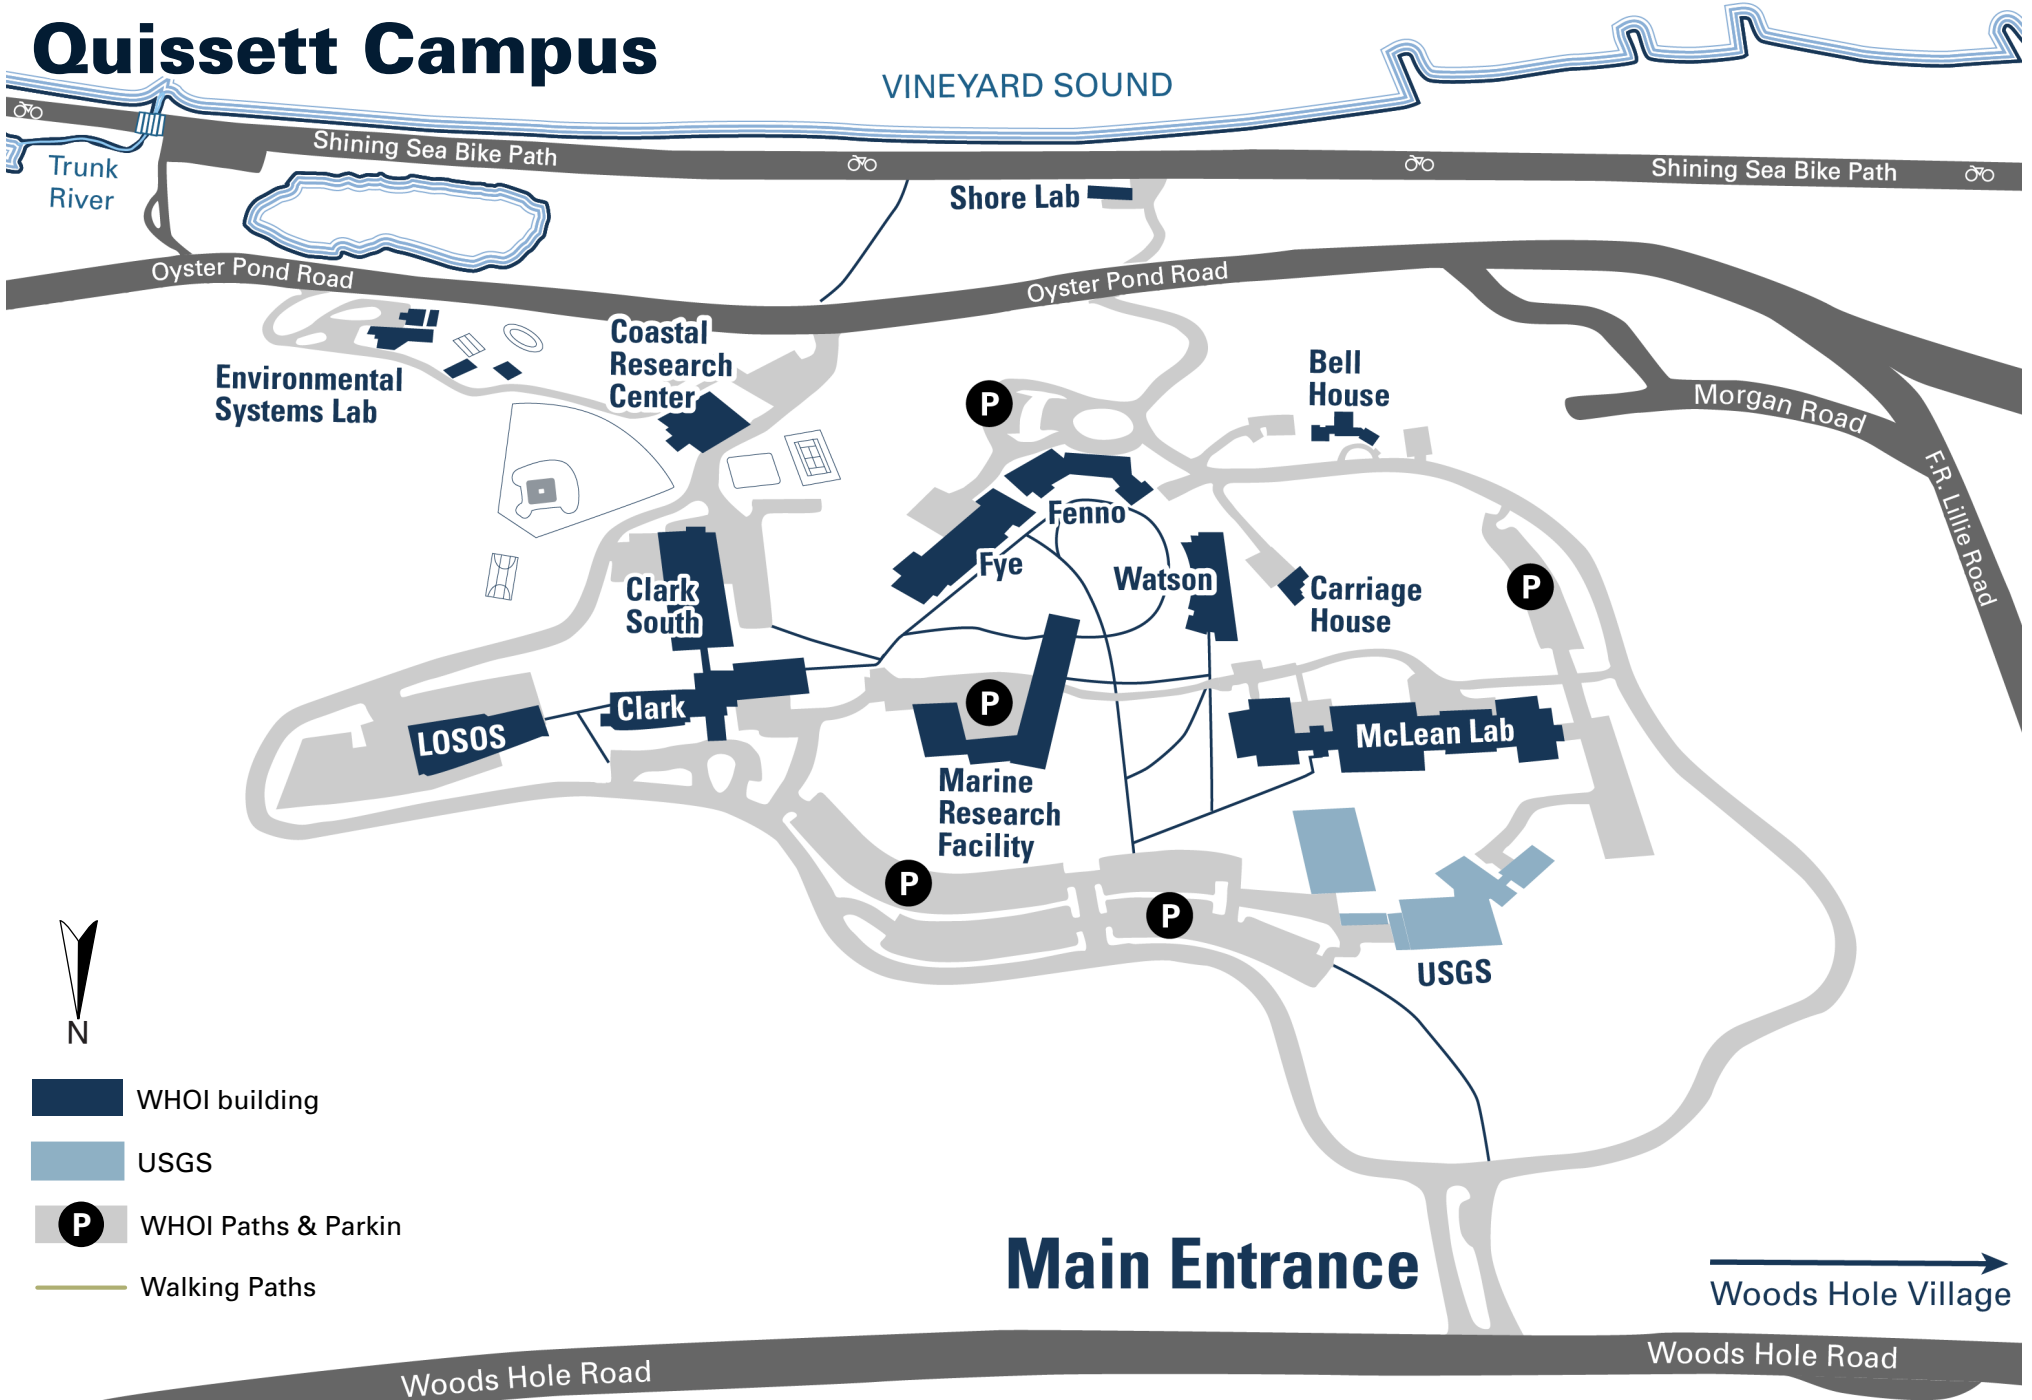 Quissett Campus
VINEYARD SOUND
Shining Sea Bike Path
Shining Sea Bike Path
Trunk
River
Shore Lab
Oyster Pond Road
Oyster Pond Road
Coastal
Research
Center
Environmental
Systems Lab
P
Bell
House
Morgan Road
F.R. Lillie Road
Fenno
Fye
Watson
Carriage
House
P
Clark
South
Clark
LOSOS
P
McLean Lab
Marine
Research
Facility
P
P
USGS
N
WHOI building
USGS
P WHOI Paths & Parkin
Walking Paths
Main Entrance
Woods Hole Village
Woods Hole Road
Woods Hole Road